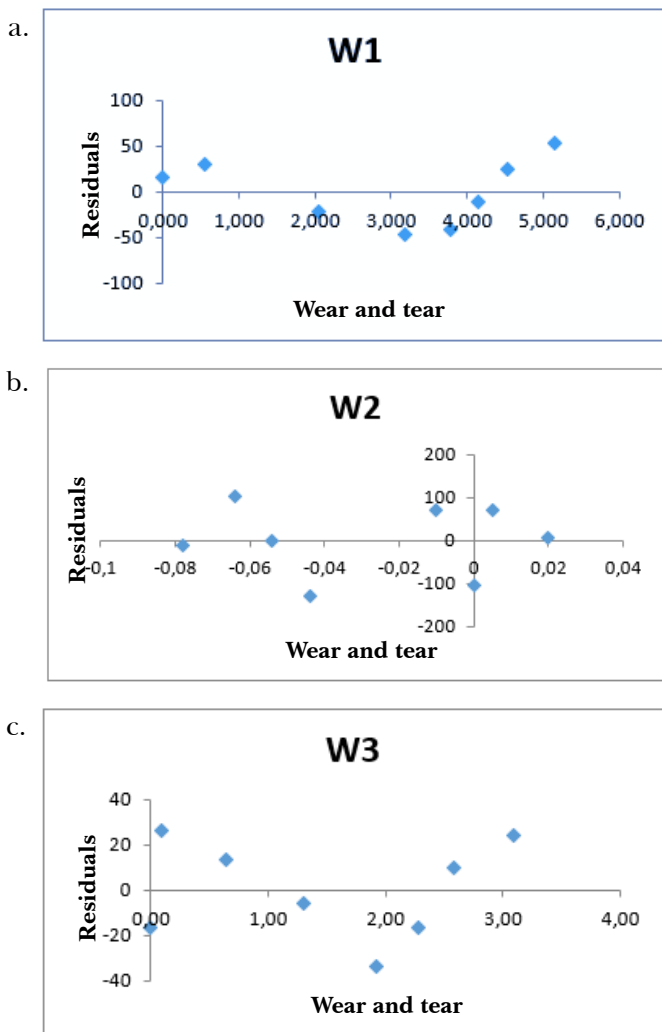 a.
W1
100
50
0
-50
-100
0,000 1,000 2,000 3,000 4,000 5,000 6,000
Residuals
Wear and tear
b.
W2
200
100
0
-100
-200
-0,1 -0,08 -0,06 -0,04 -0,02 0 0,02 0,04
Residuals
Wear and tear
c.
W3
40
20
0
-20
-40
0,00 1,00 2,00 3,00 4,00
Residuals
Wear and tear